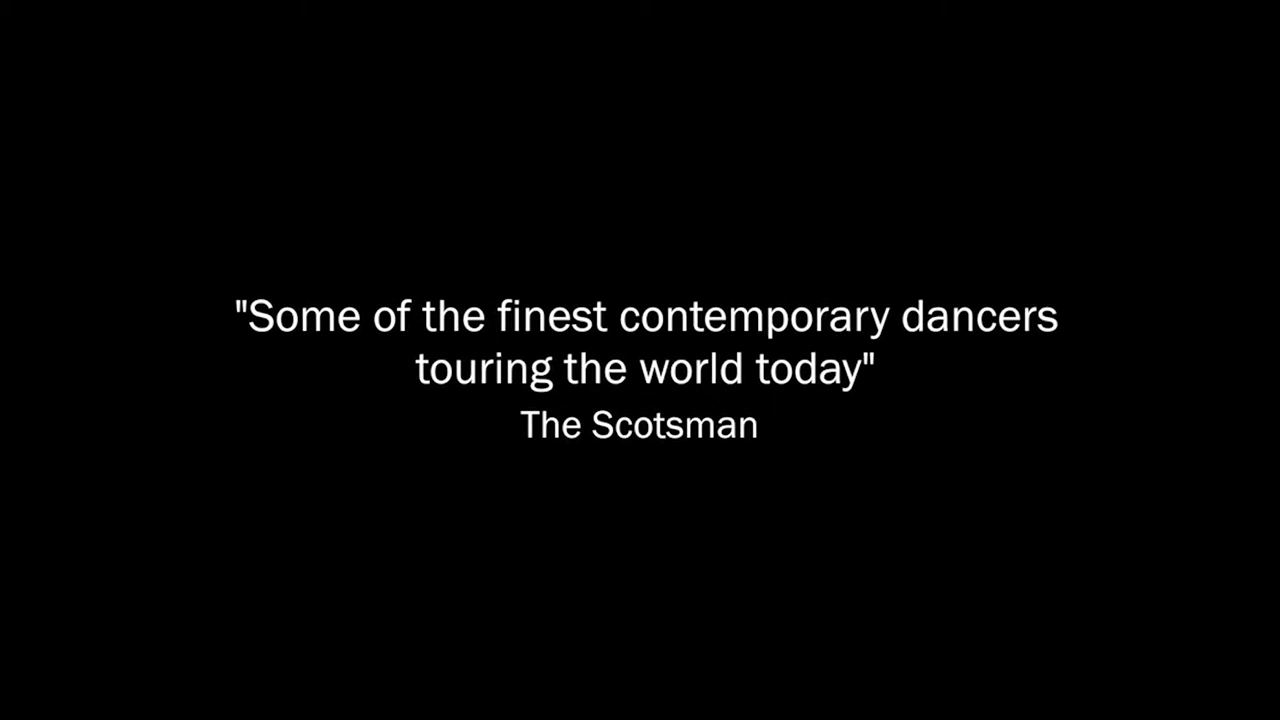 "Some of the finest contemporary dancers
touring the world today"
The Scotsman